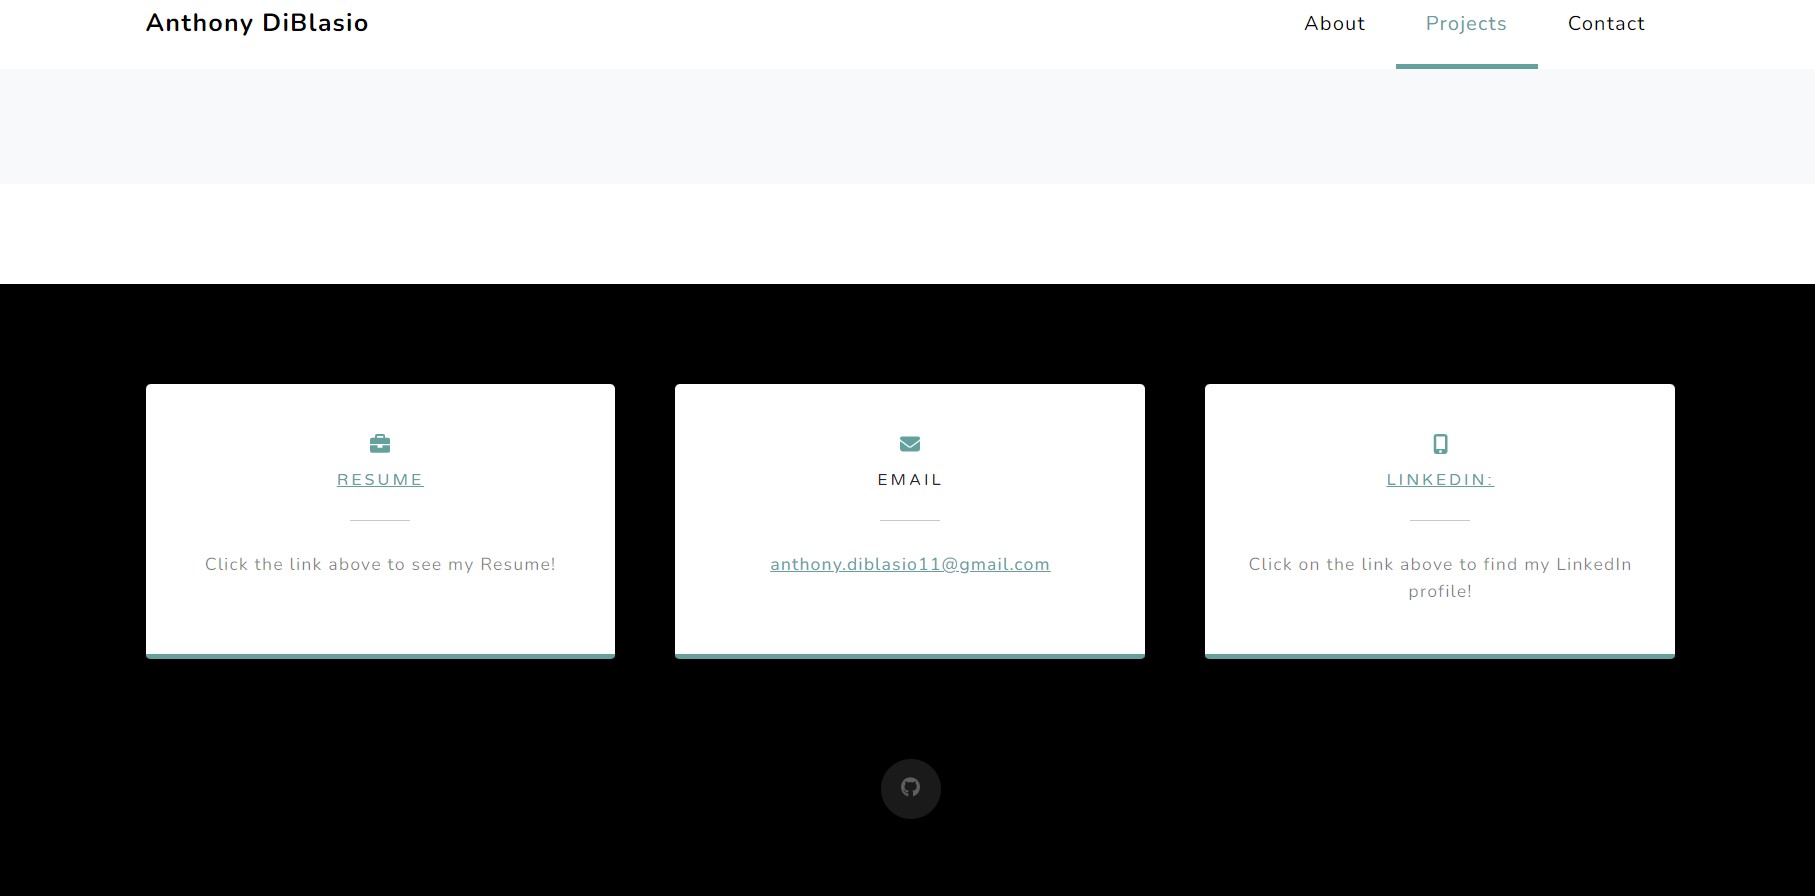 Anthony DiBlasio
About
Projects
Contact
RESUME
Click the link above to see my Resume!
EMAIL
anthony.diblasio11@gmail.com
LINKEDIN:
Click on the link above to find my LinkedIn
profile!